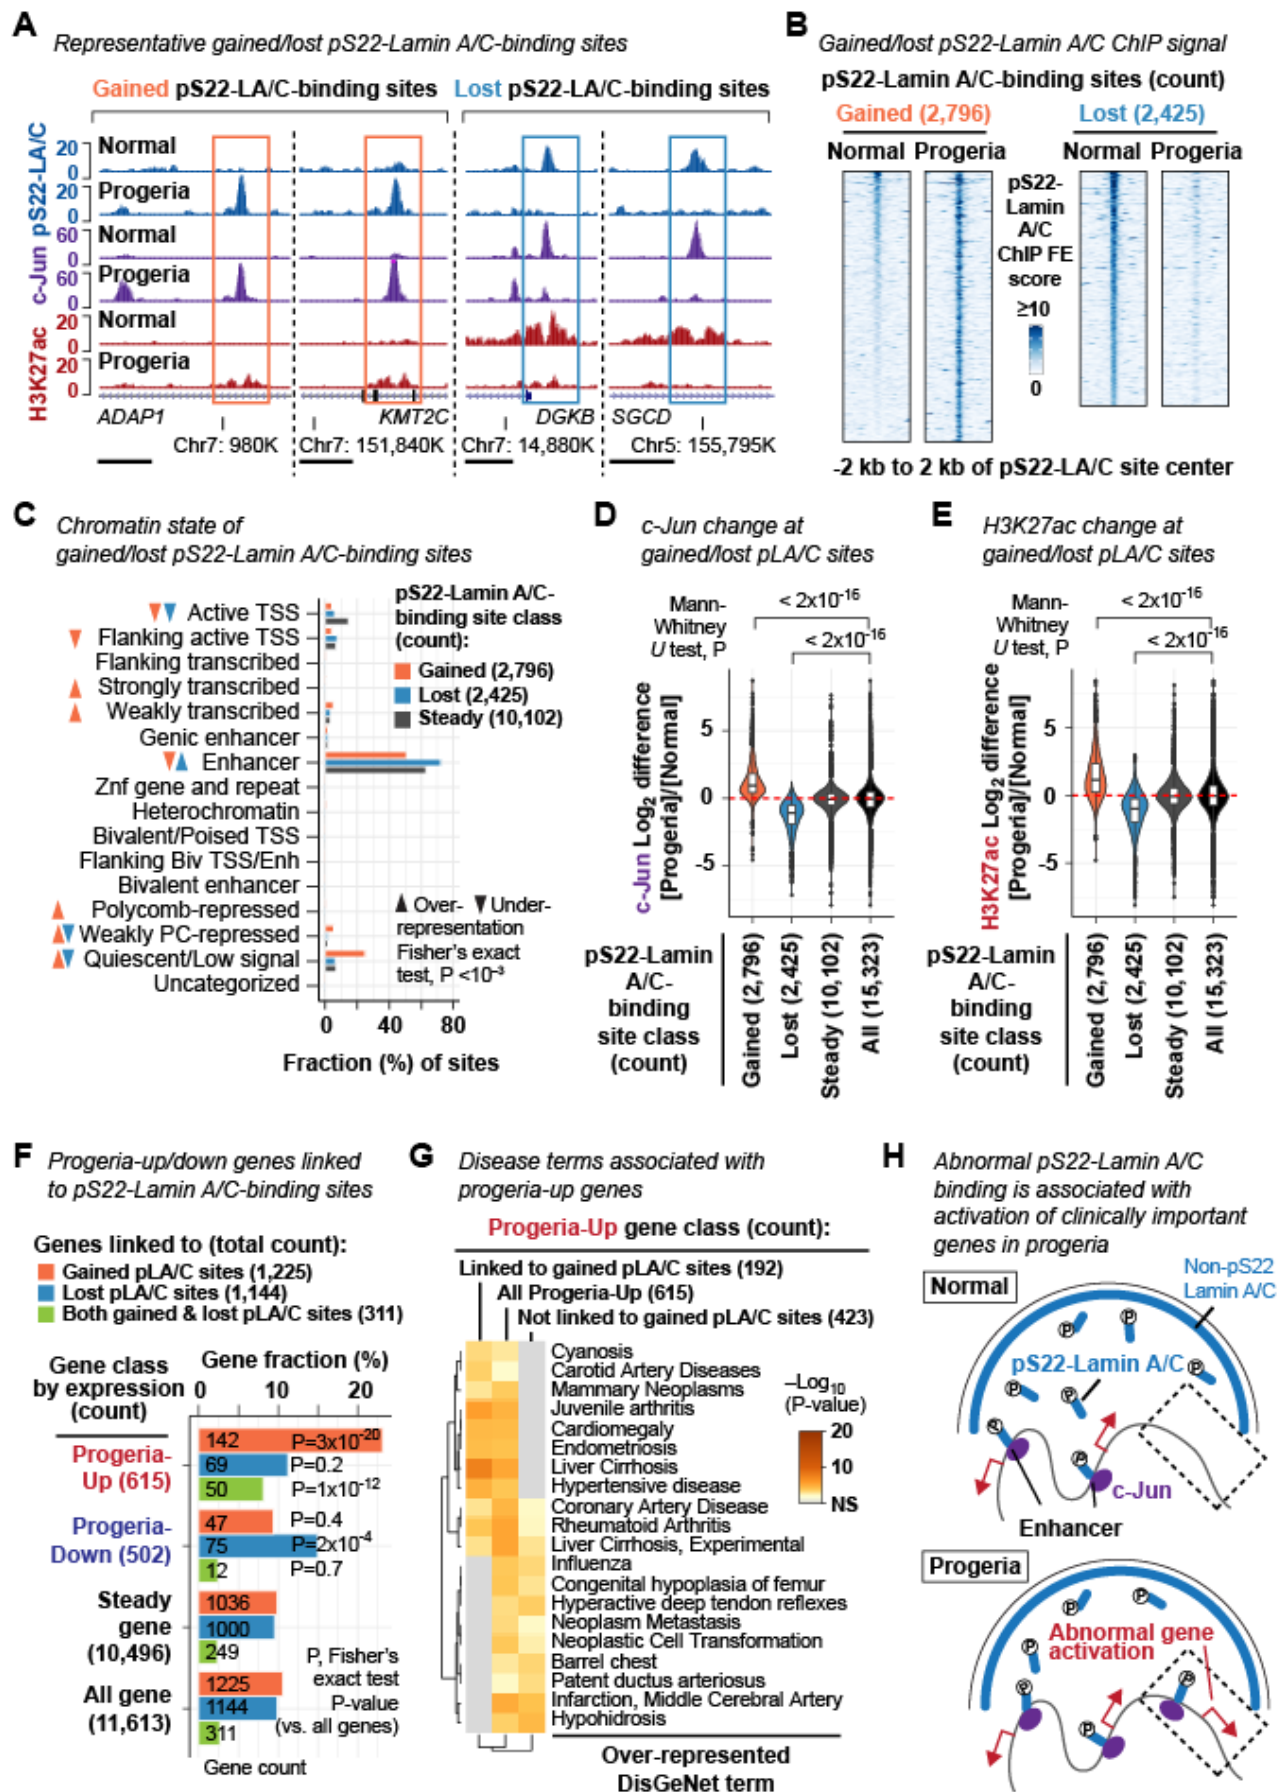 A
Representative gained/lost pS22-Lamin A/C-binding sites
Gained pS22-LA/C-binding sites
Lost pS22-LA/C-binding sites
pS22-LA/C
c-Jun
H3K27ac
20
0
Normal
20
0
Progeria
60
0
Normal
60
0
Progeria
20
0
Normal
20
0
Progeria
ADAP1
KMT2C
DGKB
SGCD
Chr7: 980K
Chr7: 151,840K
Chr7: 14,880K
Chr5: 155,795K
B
Gained/lost pS22-Lamin A/C ChIP signal
pS22-Lamin A/C-binding sites (count)
Gained (2,796)
Lost (2,425)
Normal Progeria
Normal Progeria
pS22-
Lamin
A/C
ChIP FE
score
≥10
0
-2 kb to 2 kb of pS22-LA/C site center
C
Chromatin state of
gained/lost pS22-Lamin A/C-binding sites
Active TSS
Flanking active TSS
Flanking transcribed
Strongly transcribed
Weakly transcribed
Genic enhancer
Enhancer
Znf gene and repeat
Heterochromatin
Bivalent/Poised TSS
Flanking Biv TSS/Enh
Bivalent enhancer
Polycomb-repressed
Weakly PC-repressed
Quiescent/Low signal
Uncategorized
pS22-Lamin A/C-
binding site class
(count):
Gained (2,796)
Lost (2,425)
Steady (10,102)
▲ Over- ▼ Under-
representation
Fisher's exact
test, P <10⁻³
0 40 80
Fraction (%) of sites
D
c-Jun change at
gained/lost pLA/C sites
Mann-
Whitney
U test, P
< 2x10⁻¹⁶
< 2x10⁻¹⁶
c-Jun Log₂ difference
[Progeria]/[Normal]
5
0
-5
pS22-Lamin
A/C-
binding
site class
(count)
Gained (2,796)
Lost (2,425)
Steady (10,102)
All (15,323)
E
H3K27ac change at
gained/lost pLA/C sites
Mann-
Whitney
U test, P
< 2x10⁻¹⁶
< 2x10⁻¹⁶
H3K27ac Log₂ difference
[Progeria]/[Normal]
5
0
-5
pS22-Lamin
A/C-
binding
site class
(count)
Gained (2,796)
Lost (2,425)
Steady (10,102)
All (15,323)
F
Progeria-up/down genes linked
to pS22-Lamin A/C-binding sites
Genes linked to (total count):
Gained pLA/C sites (1,225)
Lost pLA/C sites (1,144)
Both gained & lost pLA/C sites (311)
Gene class
by expression
(count)
Gene fraction (%)
0 10 20
Progeria-
Up (615)
142 P=3x10⁻²⁰
69 P=0.2
50 P=1x10⁻¹²
Progeria-
Down (502)
47 P=0.4
75 P=2x10⁻⁴
12 P=0.7
Steady
gene
(10,496)
1036
1000
249
All gene
(11,613)
1225
1144
311
P, Fisher's
exact test
P-value
(vs. all genes)
Gene count
G
Disease terms associated with
progeria-up genes
Progeria-Up gene class (count):
Linked to gained pLA/C sites (192)
All Progeria-Up (615)
Not linked to gained pLA/C sites (423)
Cyanosis
Carotid Artery Diseases
Mammary Neoplasms
Juvenile arthritis
Cardiomegaly
Endometriosis
Liver Cirrhosis
Hypertensive disease
Coronary Artery Disease
Rheumatoid Arthritis
Liver Cirrhosis, Experimental
Influenza
Congenital hypoplasia of femur
Hyperactive deep tendon reflexes
Neoplasm Metastasis
Neoplastic Cell Transformation
Barrel chest
Patent ductus arteriosus
Infarction, Middle Cerebral Artery
Hypohidrosis
–Log₁₀
(P-value)
20
10
NS
Over-represented
DisGeNet term
H
Abnormal pS22-Lamin A/C
binding is associated with
activation of clinically important
genes in progeria
Normal
Non-pS22
Lamin A/C
P
P
pS22-Lamin A/C
P
P
P
P
P
c-Jun
Enhancer
Progeria
P
P
Abnormal gene
activation
P
P
P
P